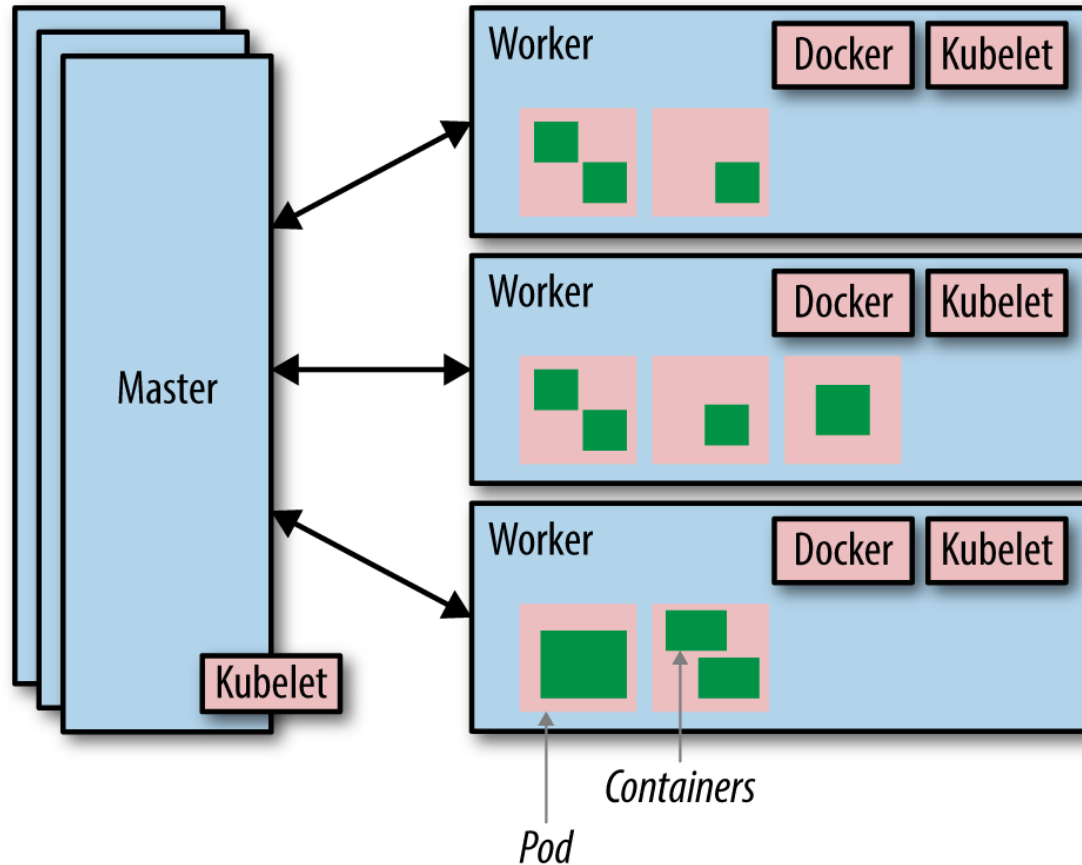 Master
Kubelet
Worker
Docker
Kubelet
Worker
Docker
Kubelet
Worker
Docker
Kubelet
Containers
Pod